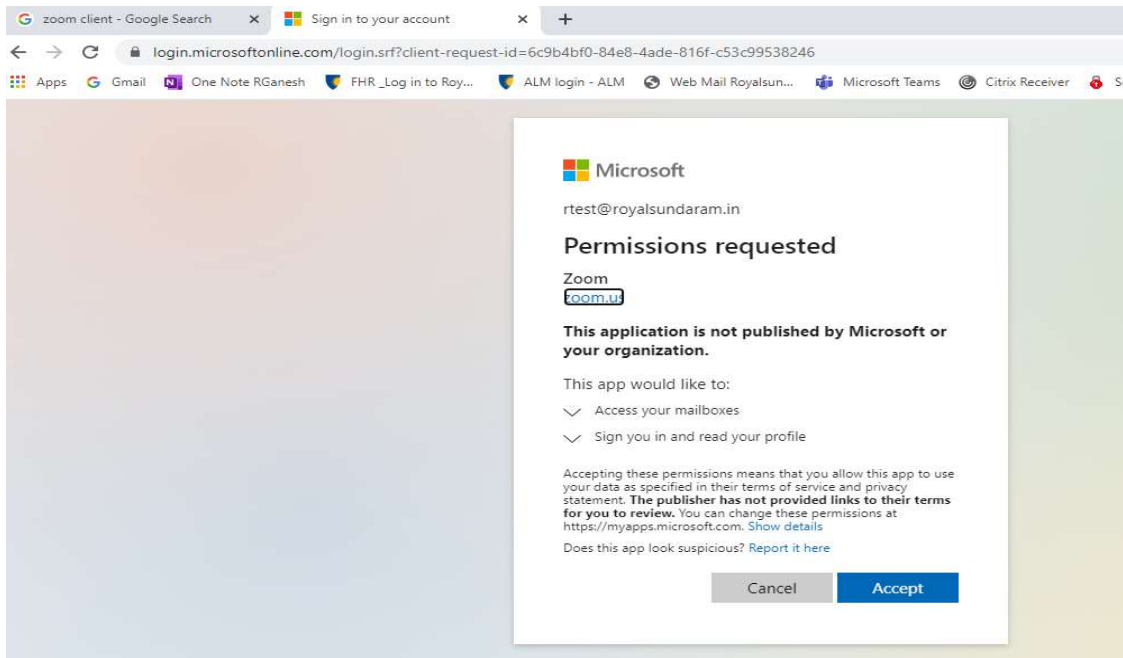 zoom client - Google Search
Sign in to your account
login.microsoftonline.com/login.srf?client-request-id=6c9b4bf0-84e8-4ade-816f-c53c99538246
Apps Gmail One Note RGanesh FHR _Log in to Roy... ALM login - ALM Web Mail Royalsun... Microsoft Teams Citrix Receiver
Microsoft
rtest@royalsundaram.in
Permissions requested
Zoom
zoom.us
This application is not published by Microsoft or
your organization.
This app would like to:
Access your mailboxes
Sign you in and read your profile
Accepting these permissions means that you allow this app to use
your data as specified in their terms of service and privacy
statement. The publisher has not provided links to their terms
for you to review. You can change these permissions at
https://myapps.microsoft.com. Show details
Does this app look suspicious? Report it here
Cancel Accept